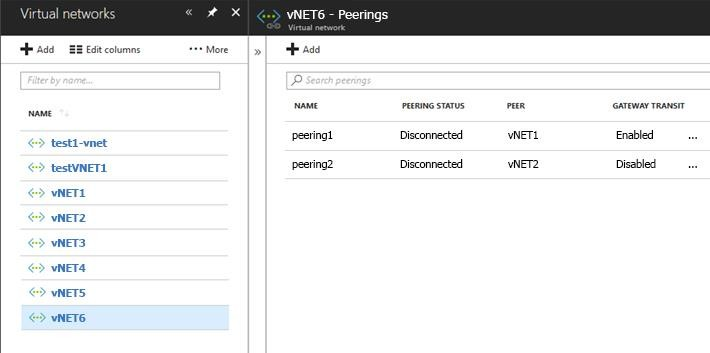 Virtual networks
«
Add Edit columns ••• More
Filter by name...
NAME
test1-vnet
testVNET1
vNET1
vNET2
vNET3
vNET4
vNET5
vNET6
»
vNET6 - Peerings
Virtual network
Add
Search peerings
NAME PEERING STATUS PEER GATEWAY TRANSIT
peering1 Disconnected vNET1 Enabled ...
peering2 Disconnected vNET2 Disabled ...